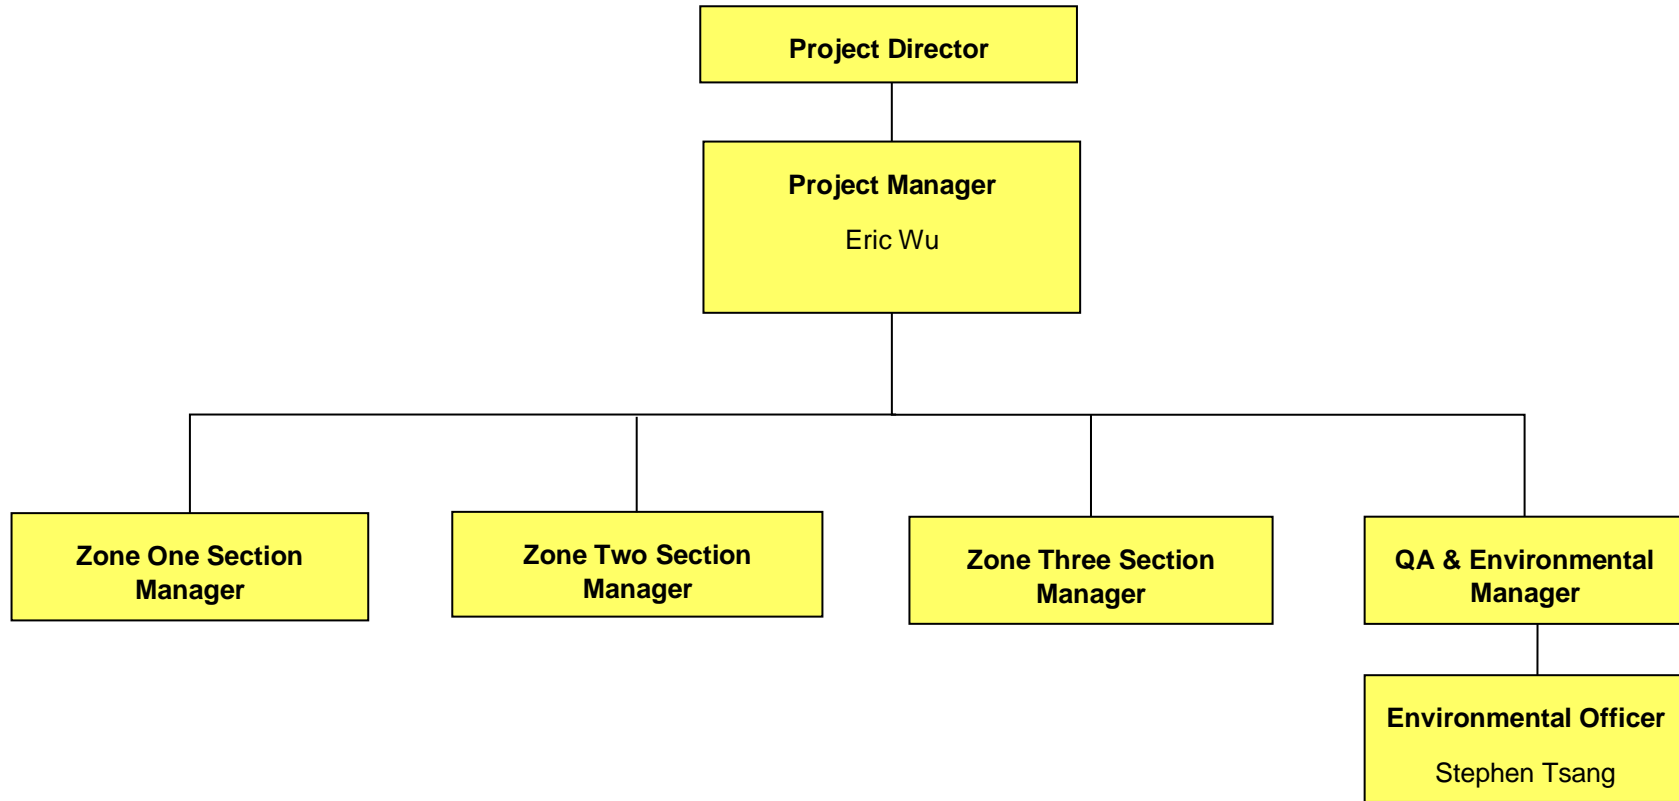 Project Director
Project Manager
Eric Wu
Zone One Section
Manager
Zone Two Section
Manager
Zone Three Section
Manager
QA & Environmental
Manager
Environmental Officer
Stephen Tsang